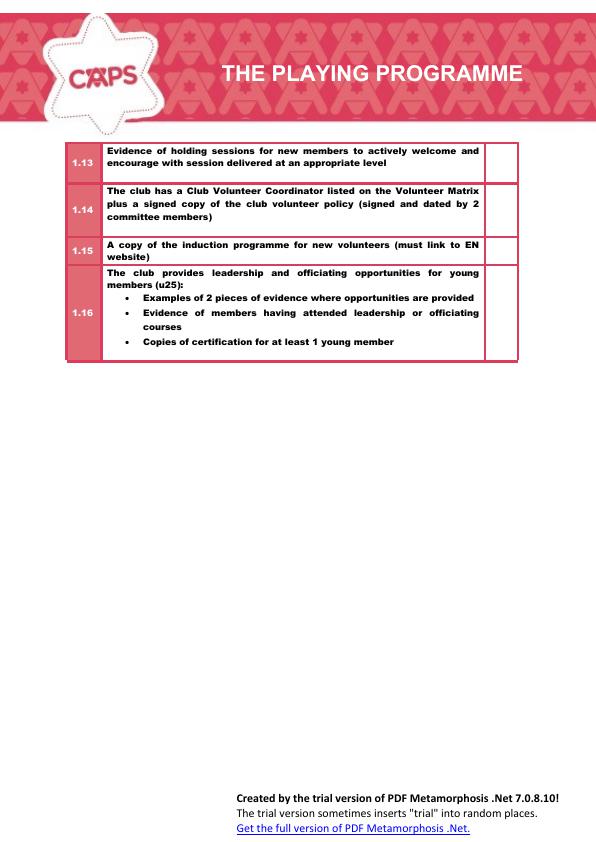 CAPS
THE PLAYING PROGRAMME
1.13
Evidence of holding sessions for new members to actively welcome and
encourage with session delivered at an appropriate level
1.14
The club has a Club Volunteer Coordinator listed on the Volunteer Matrix
plus a signed copy of the club volunteer policy (signed and dated by 2
committee members)
1.15
A copy of the induction programme for new volunteers (must link to EN
website)
1.16
The club provides leadership and officiating opportunities for young
members (u25):
• Examples of 2 pieces of evidence where opportunities are provided
• Evidence of members having attended leadership or officiating
courses
• Copies of certification for at least 1 young member
Created by the trial version of PDF Metamorphosis .Net 7.0.8.10!
The trial version sometimes inserts "trial" into random places.
Get the full version of PDF Metamorphosis .Net.